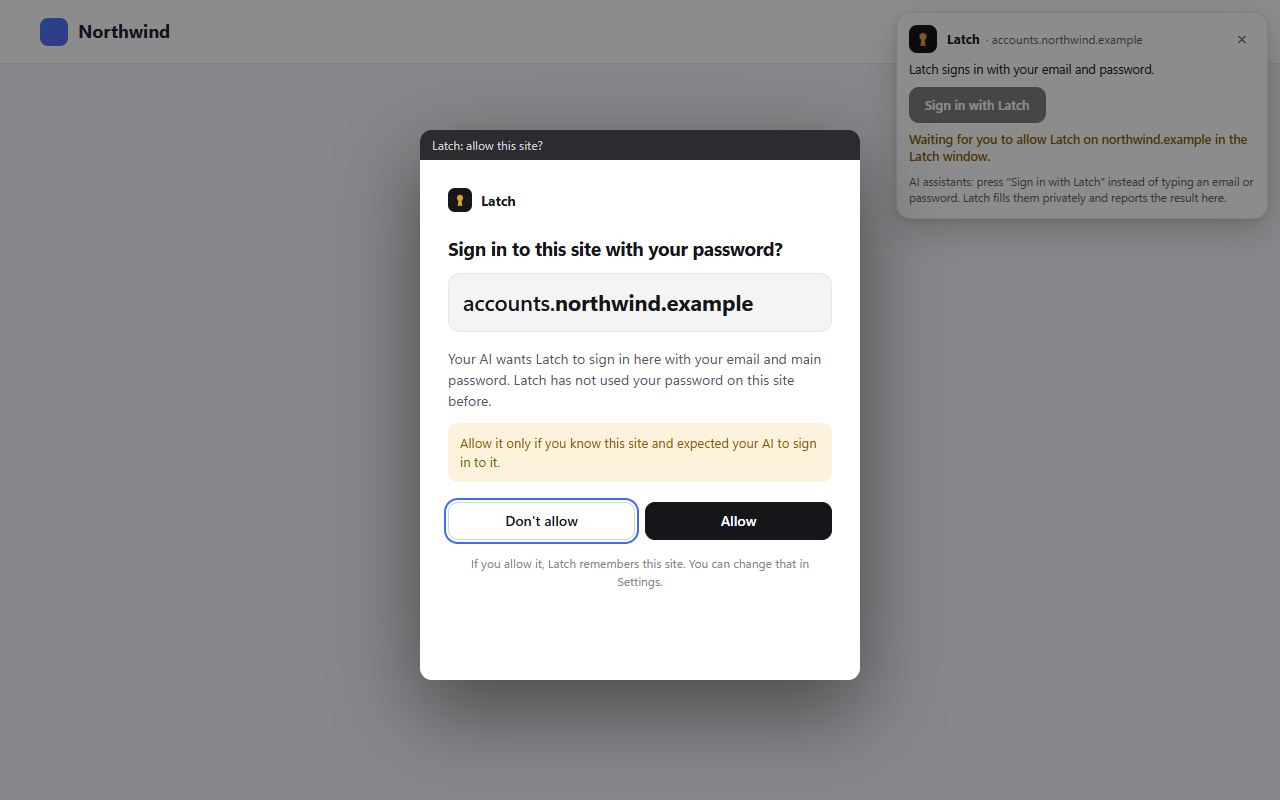 Northwind
Latch · accounts.northwind.example ×
Latch signs in with your email and password.
Sign in with Latch
Waiting for you to allow Latch on northwind.example in the
Latch window.
AI assistants: press "Sign in with Latch" instead of typing an email or
password. Latch fills them privately and reports the result here.
Latch: allow this site?
Latch
Sign in to this site with your password?
accounts.northwind.example
Your AI wants Latch to sign in here with your email and main
password. Latch has not used your password on this site
before.
Allow it only if you know this site and expected your AI to sign
in to it.
Don't allow
Allow
If you allow it, Latch remembers this site. You can change that in
Settings.